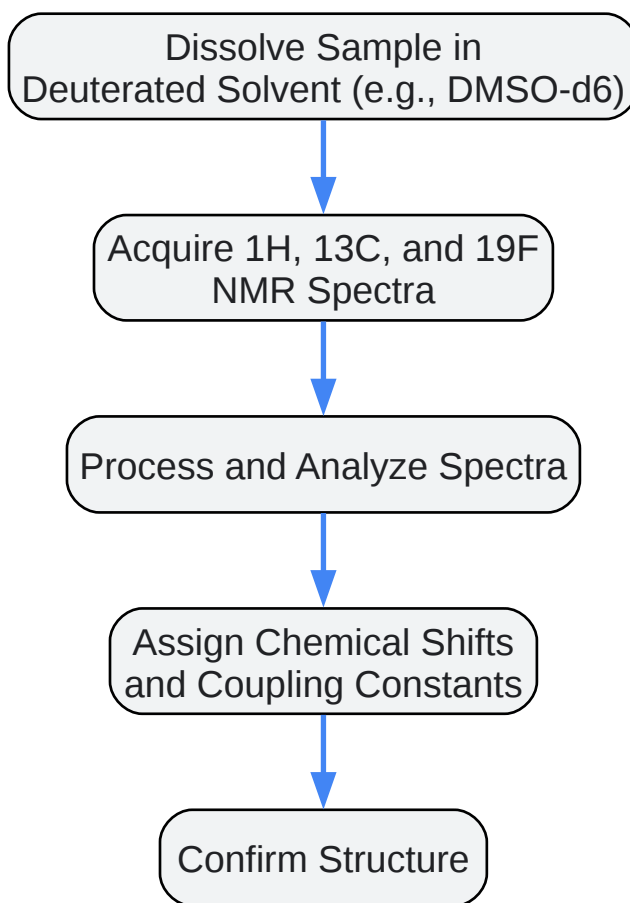 Dissolve Sample in
Deuterated Solvent (e.g., DMSO-d6)
Acquire 1H, 13C, and 19F
NMR Spectra
Process and Analyze Spectra
Assign Chemical Shifts
and Coupling Constants
Confirm Structure